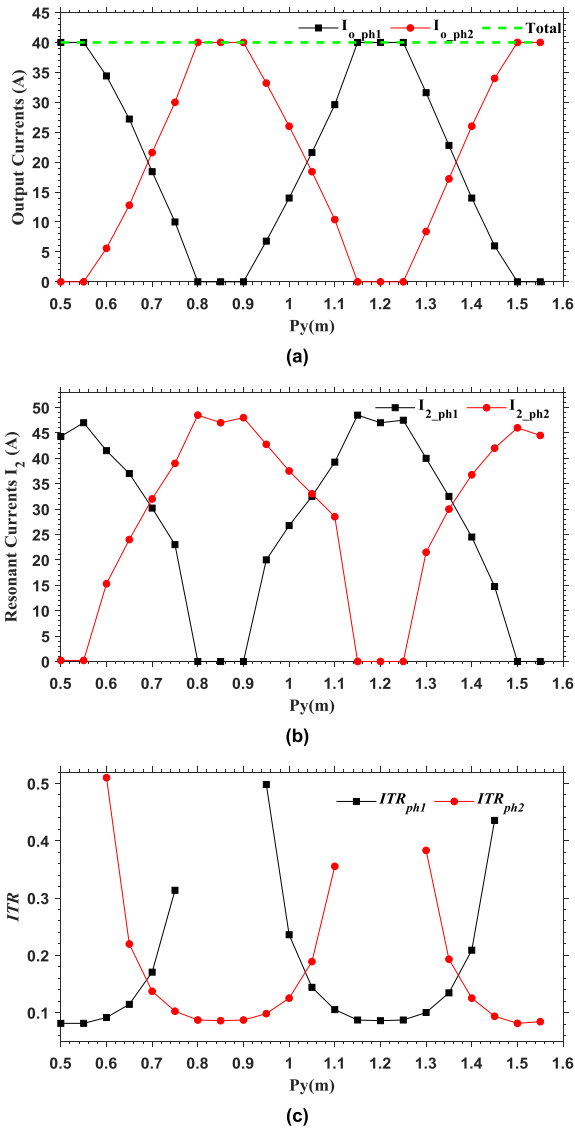 I_o_ph1 I_o_ph2 Total
Output Currents (A)
40
35
30
25
20
15
10
5
0
0.5 0.6 0.7 0.8 0.9 1 1.1 1.2 1.3 1.4 1.5 1.6
Py(m)
(a)
I_2_ph1 I_2_ph2
Resonant Currents I_2 (A)
50
45
40
35
30
25
20
15
10
5
0
0.5 0.6 0.7 0.8 0.9 1 1.1 1.2 1.3 1.4 1.5 1.6
Py(m)
(b)
ITR_ph1 ITR_ph2
ITR
0.5
0.4
0.3
0.2
0.1
0.5 0.6 0.7 0.8 0.9 1 1.1 1.2 1.3 1.4 1.5 1.6
Py(m)
(c)